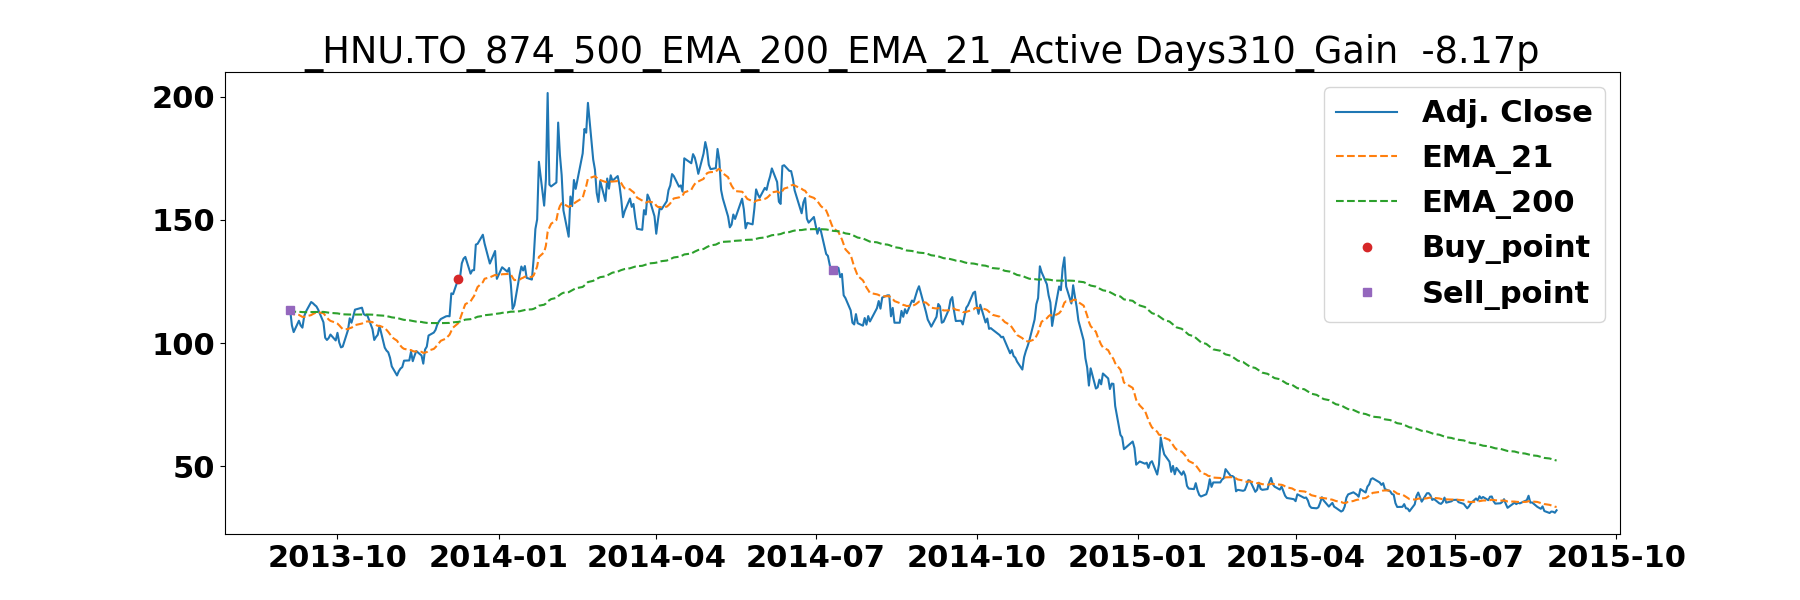 _HNU.TO_874_500_EMA_200_EMA_21_Active Days310_Gain  -8.17p
200
150
100
50
Adj. Close
EMA_21
EMA_200
Buy_point
Sell_point
2013-10 2014-01 2014-04 2014-07 2014-10 2015-01 2015-04 2015-07 2015-10